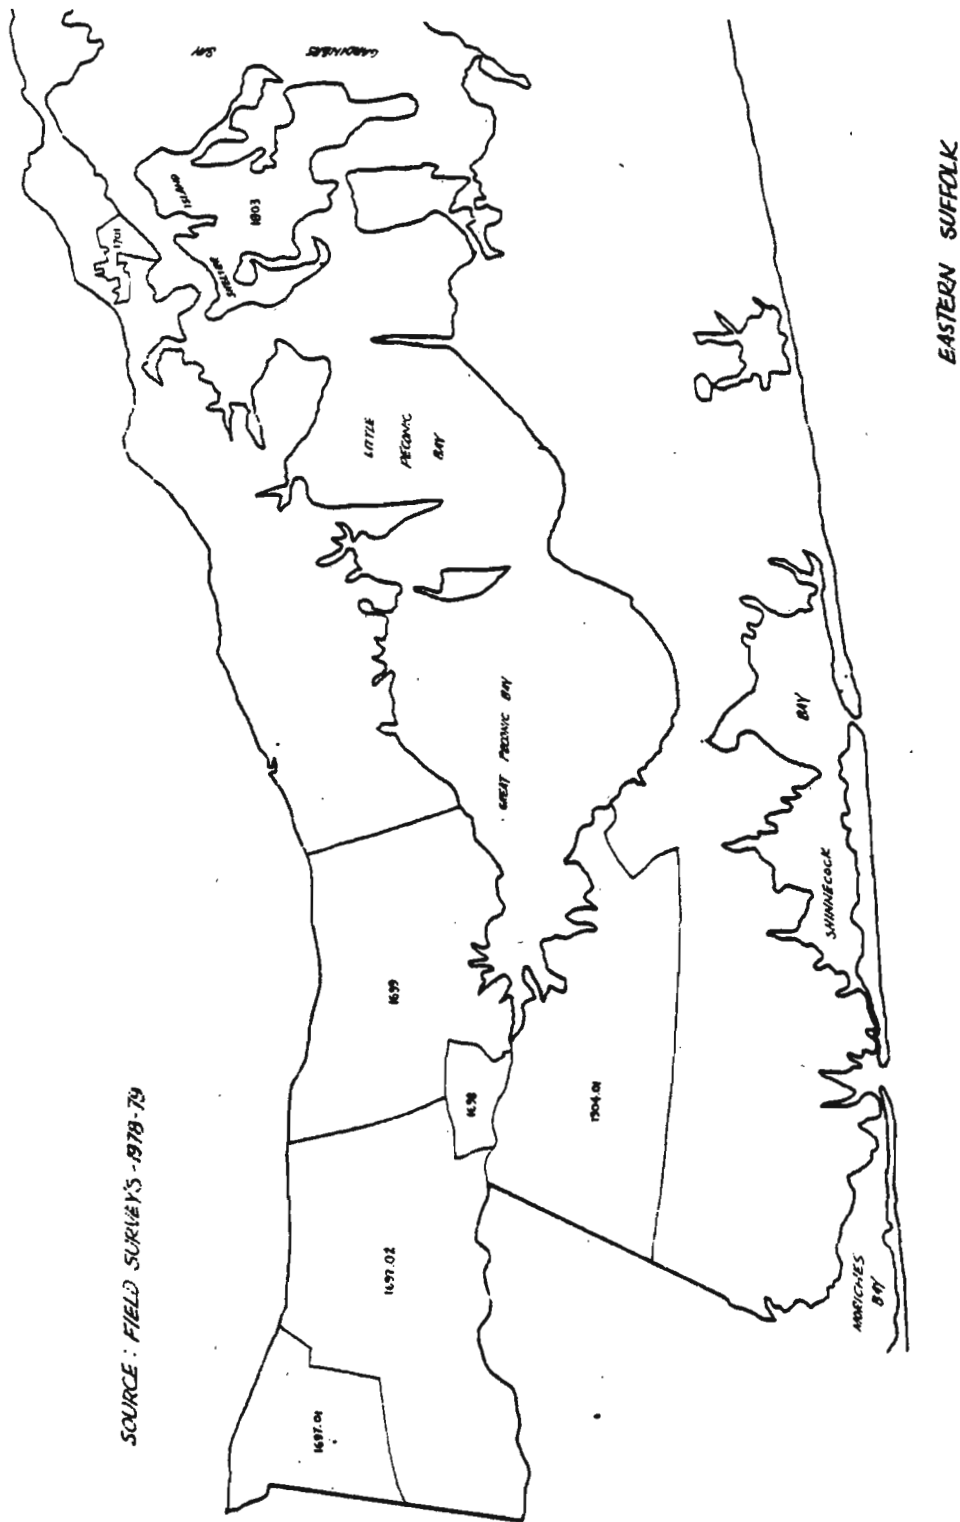 SOURCE: FIELD SURVEYS - 1978-79
GARDINERS
BAY
1701
SHELTER
ISLAND
1803
LITTLE
PECONIC
BAY
GREAT PECONIC BAY
1699
1698
1697.02
1697.01
1904.01
SHINNECOCK
BAY
MORICHES
BAY
EASTERN SUFFOLK